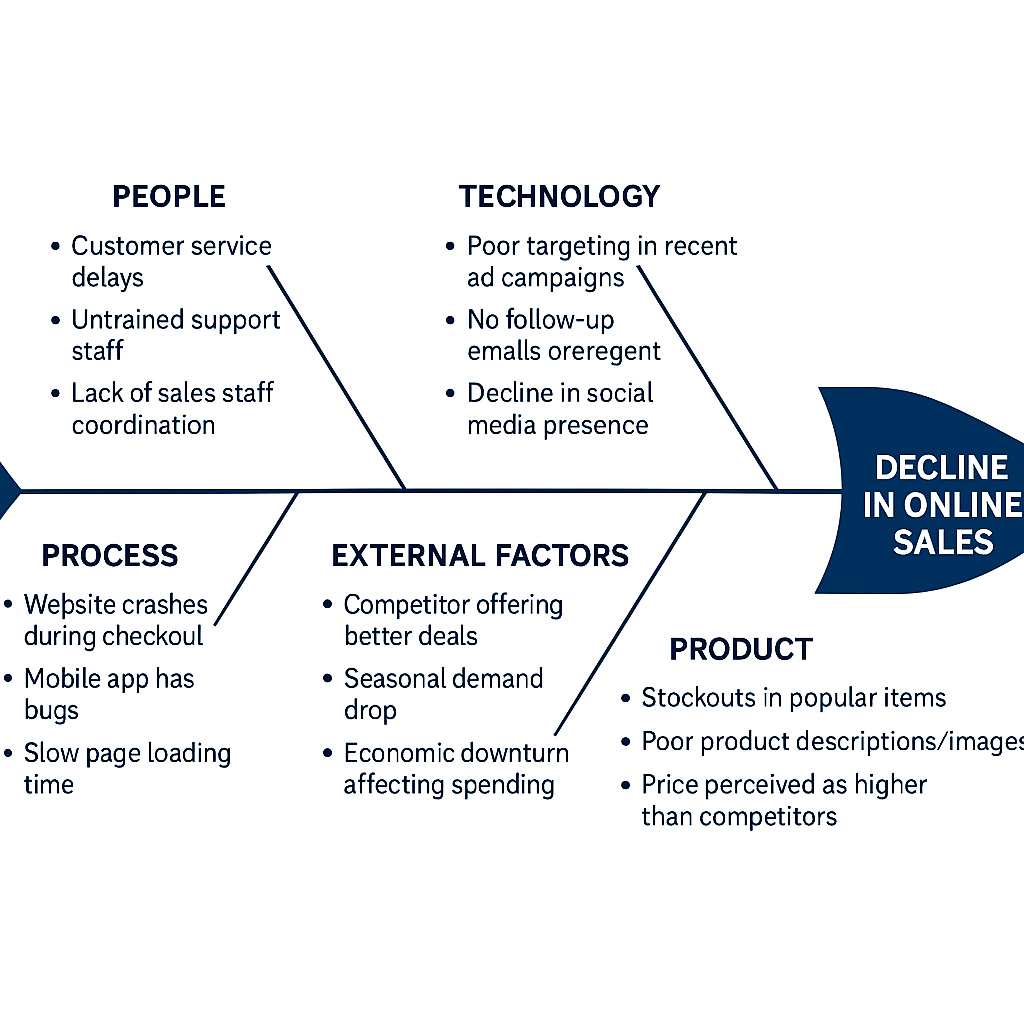 PEOPLE
• Customer service
delays
• Untrained support
staff
• Lack of sales staff
coordination
TECHNOLOGY
• Poor targeting in recent
ad campaigns
• No follow-up
emalls oreregent
• Decline in social
media presence
DECLINE
IN ONLINE
SALES
PROCESS
• Website crashes
during checkoul
• Mobile app has
bugs
• Slow page loading
time
EXTERNAL FACTORS
• Competitor offering
better deals
• Seasonal demand
drop
• Economic downturn
affecting spending
PRODUCT
• Stockouts in popular items
• Poor product descriptions/images
• Price perceived as higher
than competitors